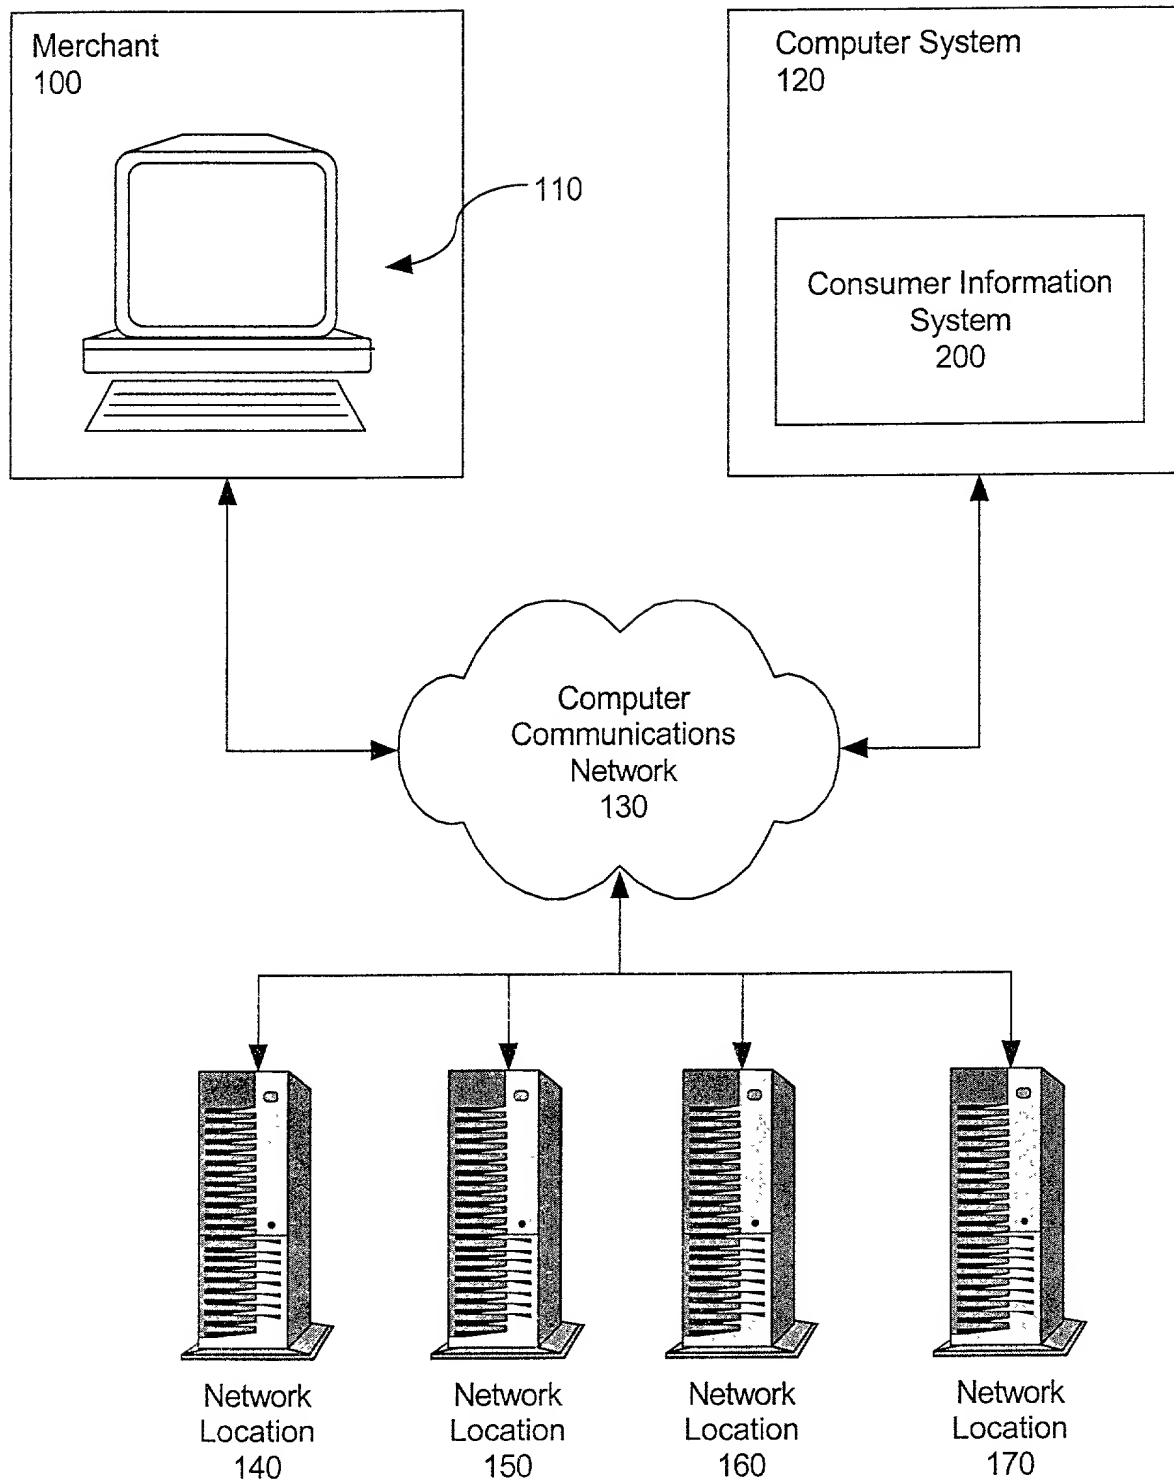 Merchant
100
110
Computer System
120
Consumer Information
System
200
Computer
Communications
Network
130
Network
Location
140
Network
Location
150
Network
Location
160
Network
Location
170